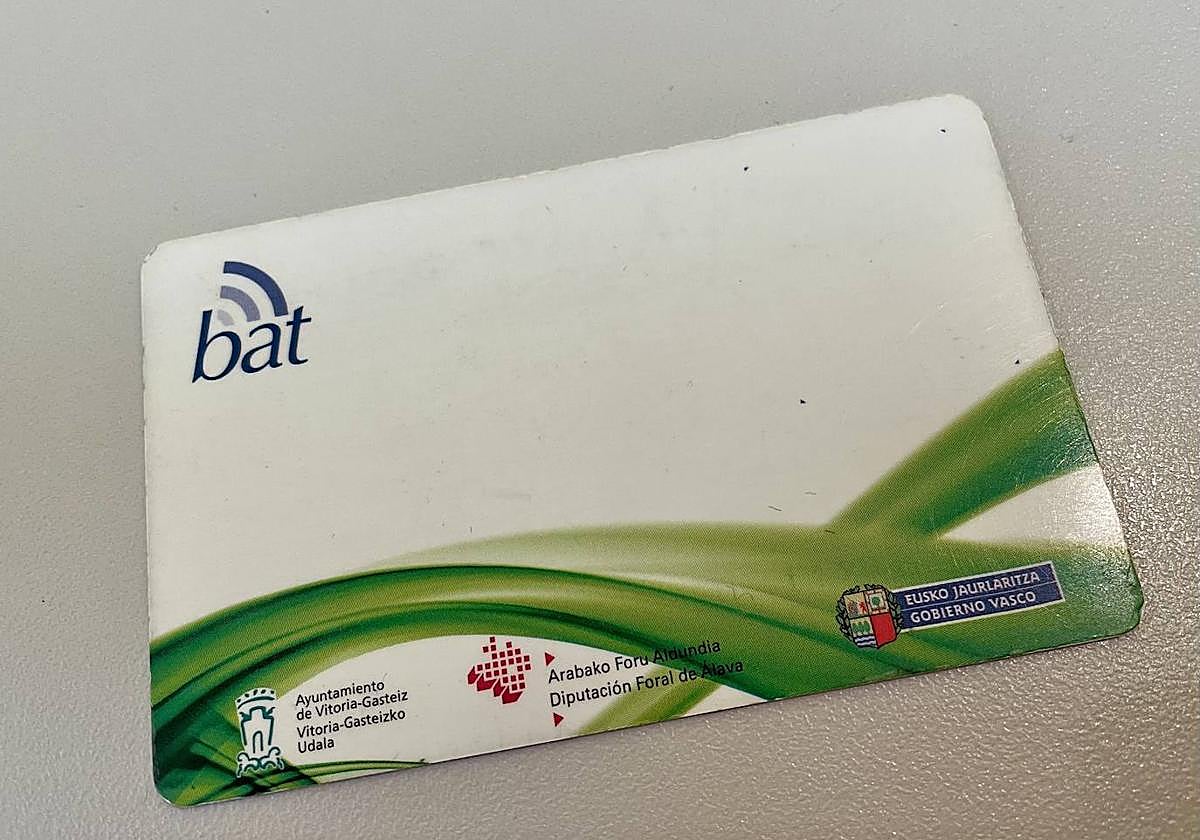 bat
EUSKO JAURLARITZA
GOBIERNO VASCO
Arabako Foru Aldundia
Diputación Foral de Álava
Ayuntamiento
de Vitoria-Gasteiz
Vitoria-Gasteizko
Udala